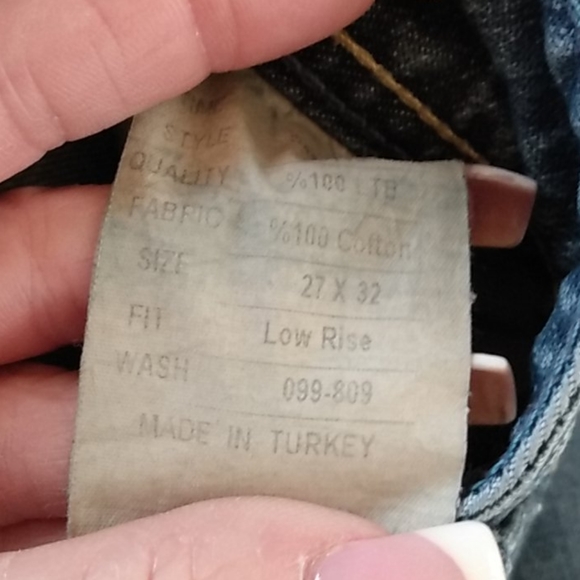 STYLE
QUALITY %100 LTB
FABRIC %100 Cotton
SIZE 27 X 32
FIT Low Rise
WASH 099-809
MADE IN TURKEY